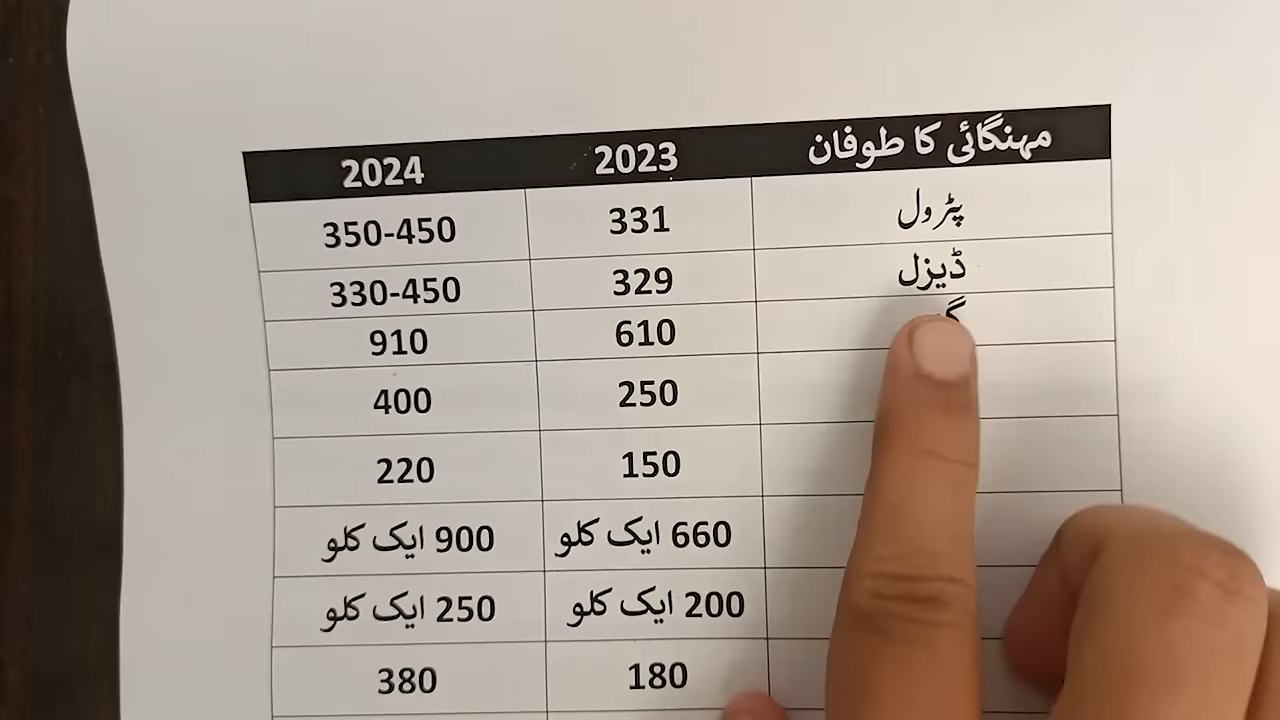 مہنگائی کا طوفان 2023 2024
پٹرول 331 350-450
ڈیزل 329 330-450
610 910
250 400
150 220
660 ایک کلو 900 ایک کلو
200 ایک کلو 250 ایک کلو
180 380